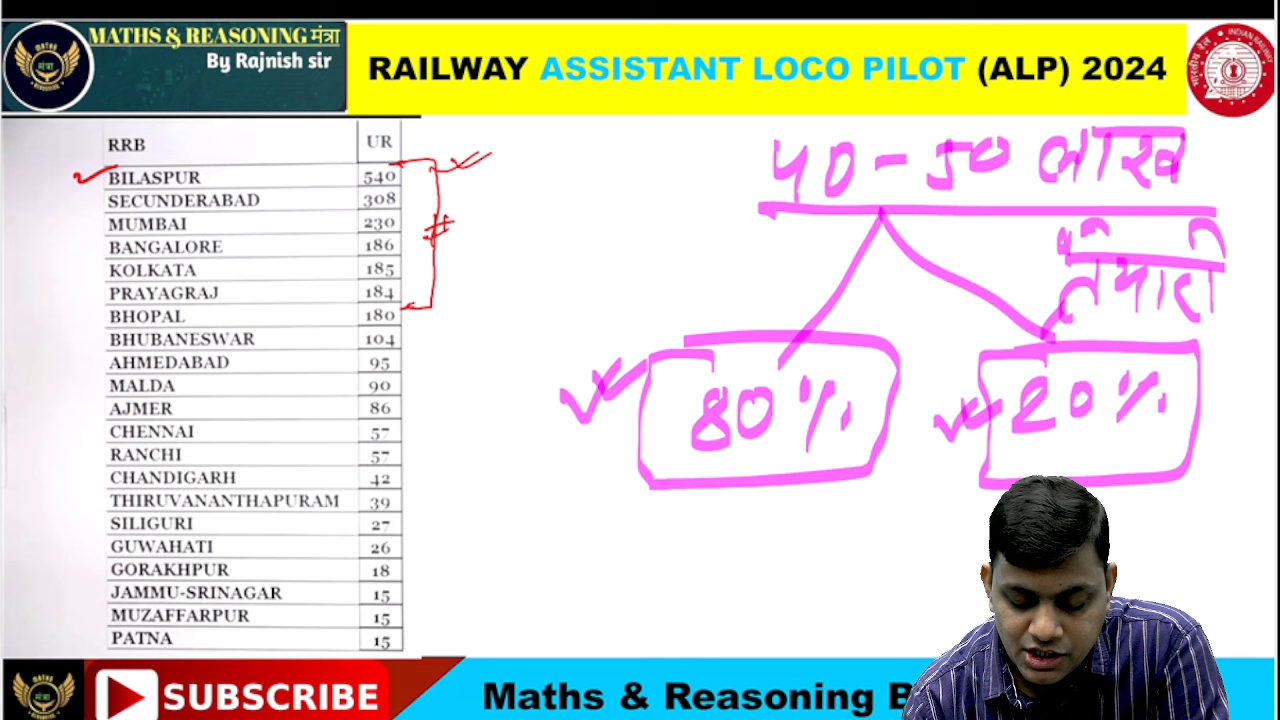 MATHS & REASONING मंत्रा
By Rajnish sir
RAILWAY ASSISTANT LOCO PILOT (ALP) 2024
RRB UR
BILASPUR 540
SECUNDERABAD 308
MUMBAI 230
BANGALORE 186
KOLKATA 185
PRAYAGRAJ 184
BHOPAL 180
BHUBANESWAR 104
AHMEDABAD 95
MALDA 90
AJMER 86
CHENNAI 57
RANCHI 57
CHANDIGARH 42
THIRUVANANTHAPURAM 39
SILIGURI 27
GUWAHATI 26
GORAKHPUR 18
JAMMU-SRINAGAR 15
MUZAFFARPUR 15
PATNA 15
40-50 लाख
तैयारी
80%
20%
SUBSCRIBE
Maths & Reasoning B